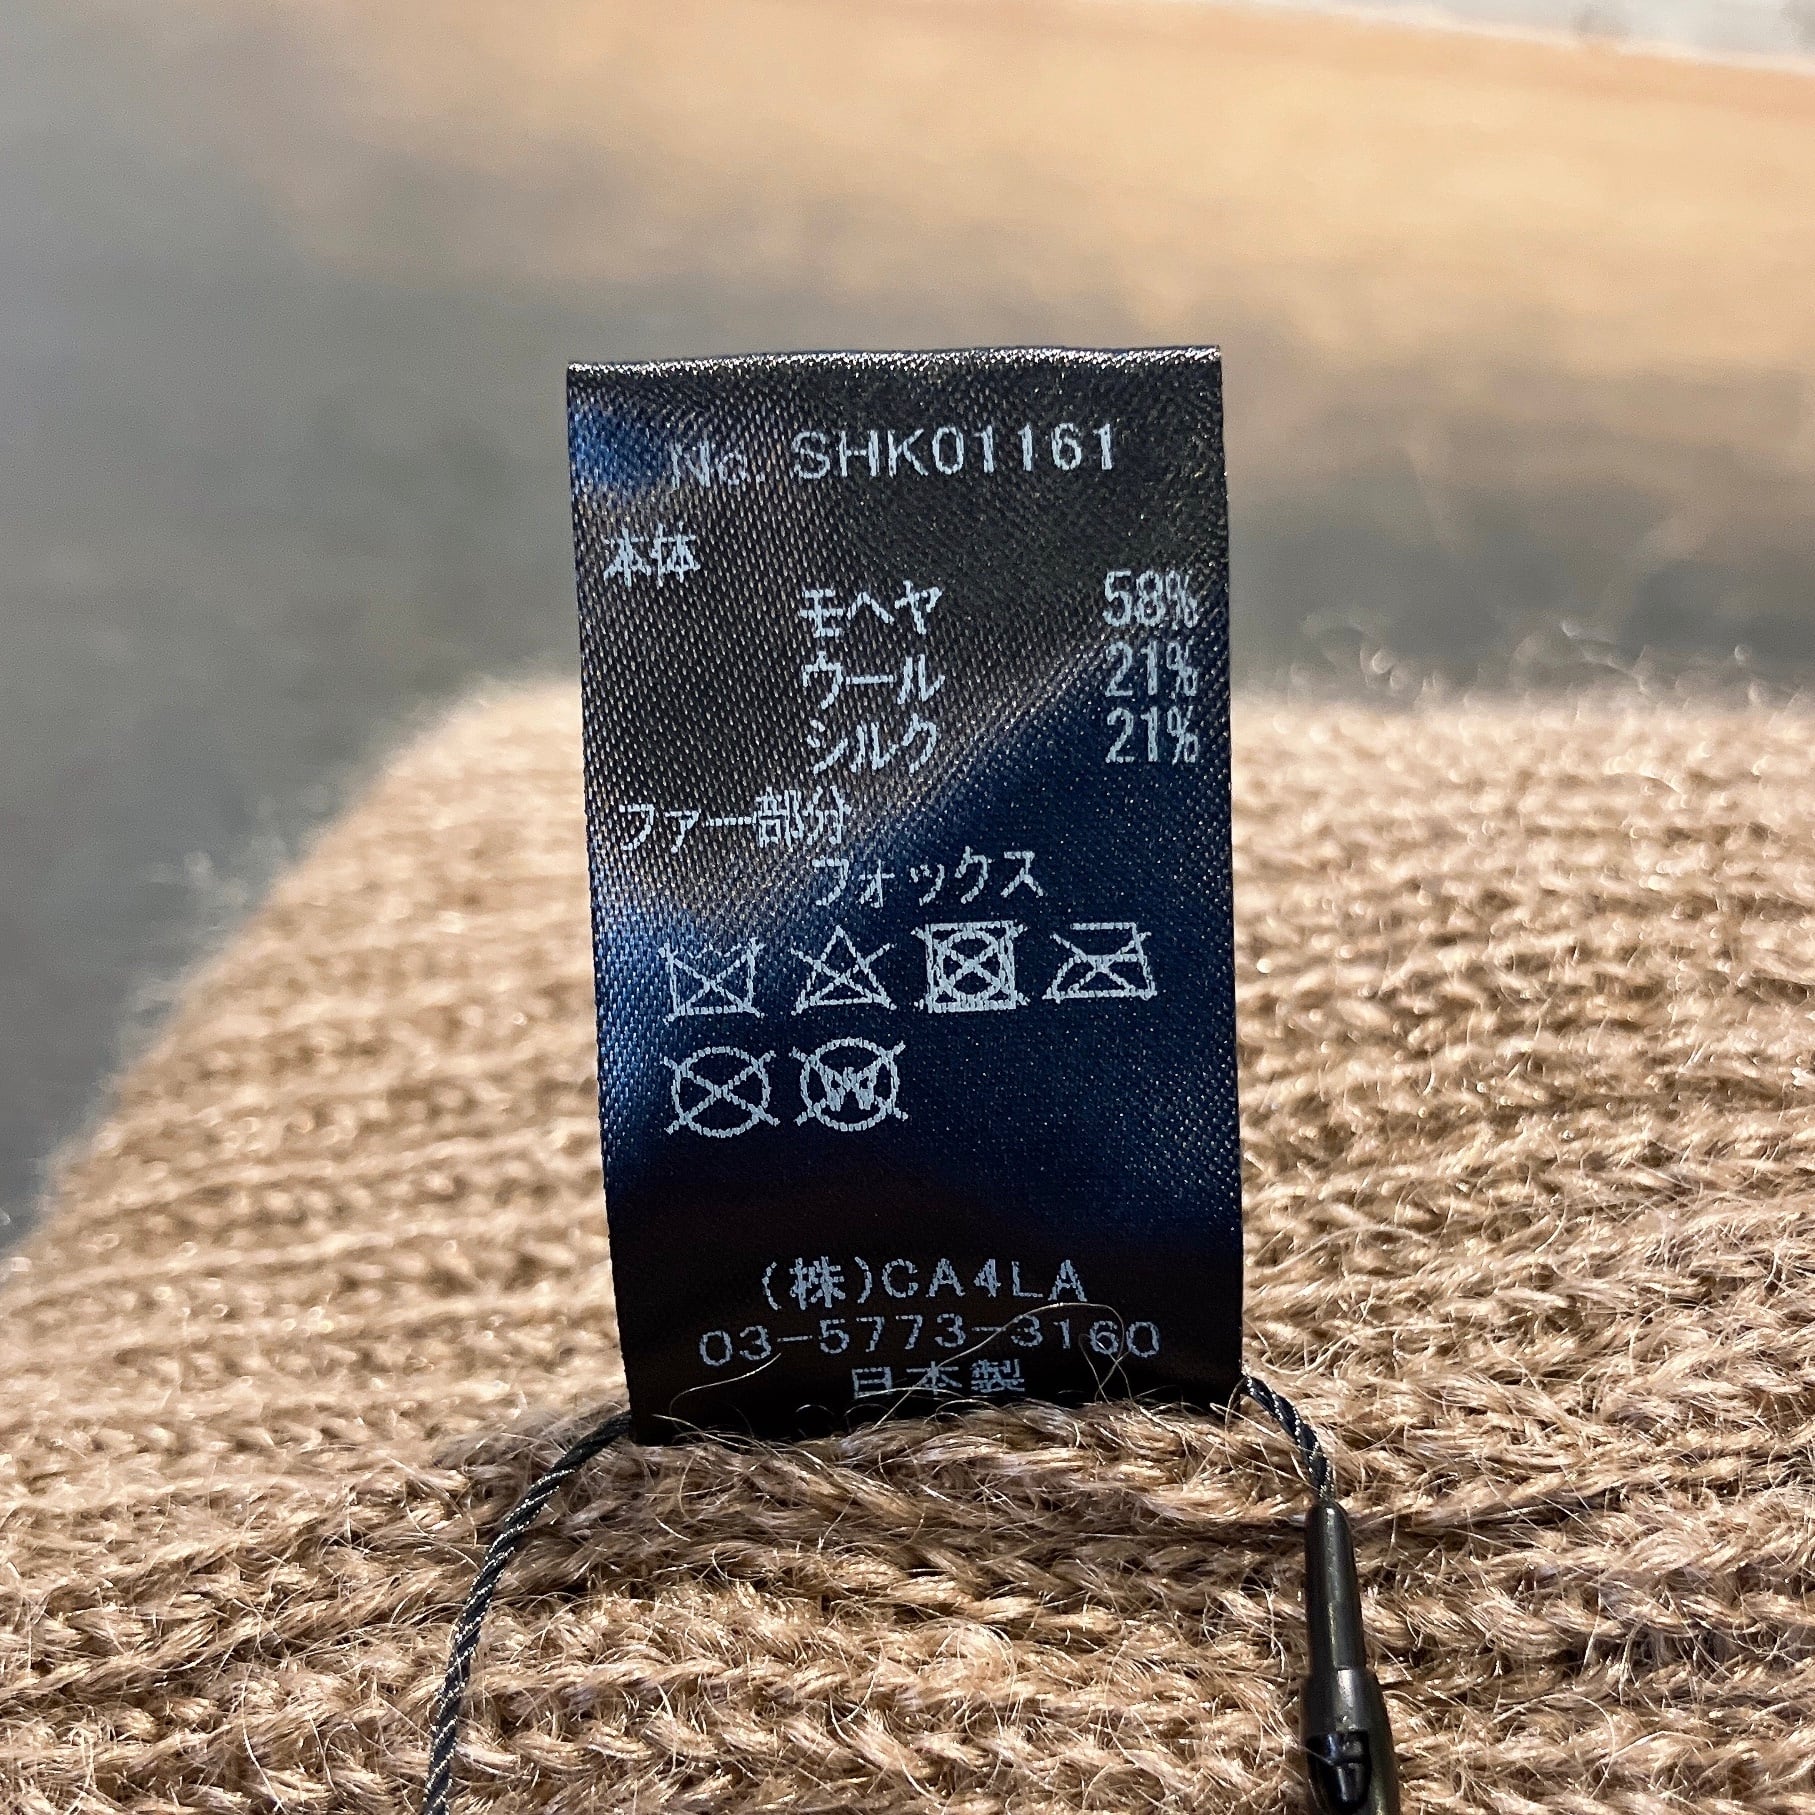 No. SHK01161
本体
モヘヤ 58%
ウール 21%
シルク 21%
ファー部分
フォックス
W
(株)CA4LA
03-5773-3160
日本製